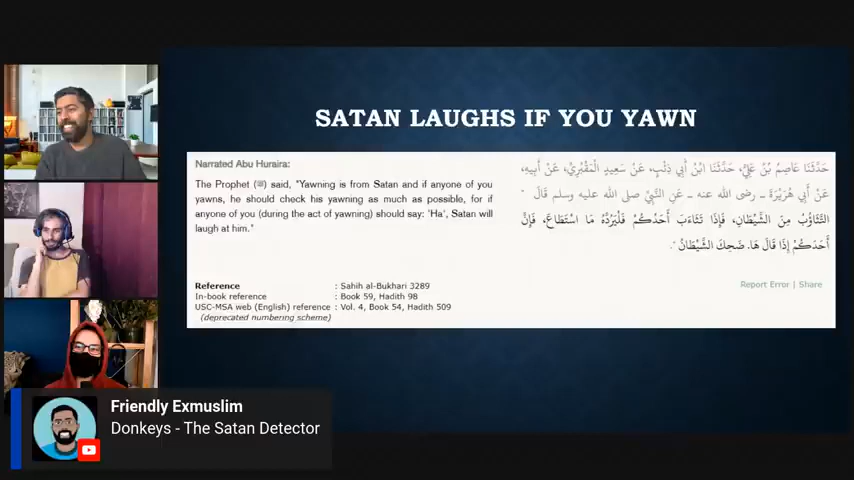 SATAN LAUGHS IF YOU YAWN
Narrated Abu Huraira:
The Prophet (ﷺ) said, "Yawning is from Satan and if anyone of you
yawns, he should check his yawning as much as possible, for if
anyone of you (during the act of yawning) should say: 'Ha', Satan will
laugh at him."
حَدَّثَنَا عَاصِمُ بْنُ عَلِيٍّ، حَدَّثَنَا ابْنُ أَبِي ذِئْبٍ، عَنْ سَعِيدٍ الْمَقْبُرِيِّ، عَنْ أَبِيهِ،
عَنْ أَبِي هُرَيْرَةَ ـ رضى الله عنه ـ عَنِ النَّبِيِّ صلى الله عليه وسلم قَالَ ‏"‏
التَّثَاؤُبُ مِنَ الشَّيْطَانِ، فَإِذَا تَثَاءَبَ أَحَدُكُمْ فَلْيَرُدَّهُ مَا اسْتَطَاعَ، فَإِنَّ
أَحَدَكُمْ إِذَا قَالَ هَا‏.‏ ضَحِكَ الشَّيْطَانُ ‏"‏‏.‏
Reference : Sahih al-Bukhari 3289
In-book reference : Book 59, Hadith 98
USC-MSA web (English) reference : Vol. 4, Book 54, Hadith 509
(deprecated numbering scheme)
Report Error | Share
Friendly Exmuslim
Donkeys - The Satan Detector